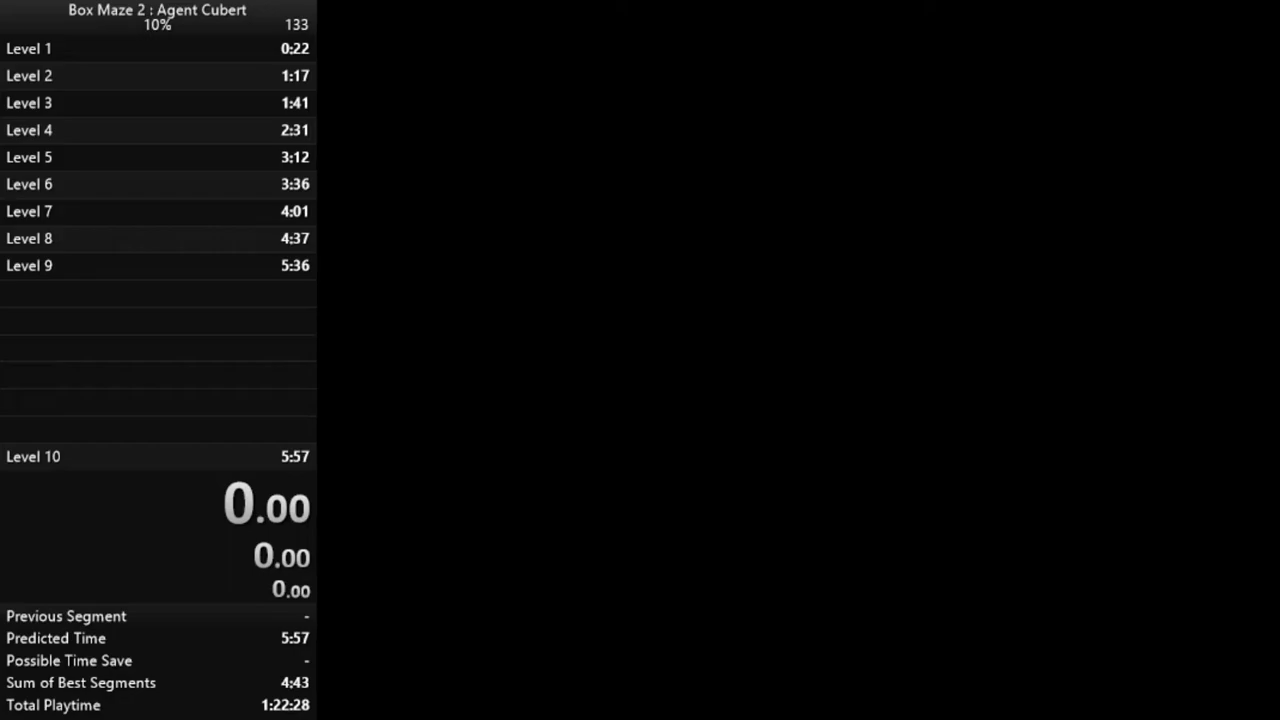 Box Maze 2 : Agent Cubert
10% 133
Level 1 0:22
Level 2 1:17
Level 3 1:41
Level 4 2:31
Level 5 3:12
Level 6 3:36
Level 7 4:01
Level 8 4:37
Level 9 5:36
Level 10 5:57
0.00
0.00
0.00
Previous Segment -
Predicted Time 5:57
Possible Time Save -
Sum of Best Segments 4:43
Total Playtime 1:22:28